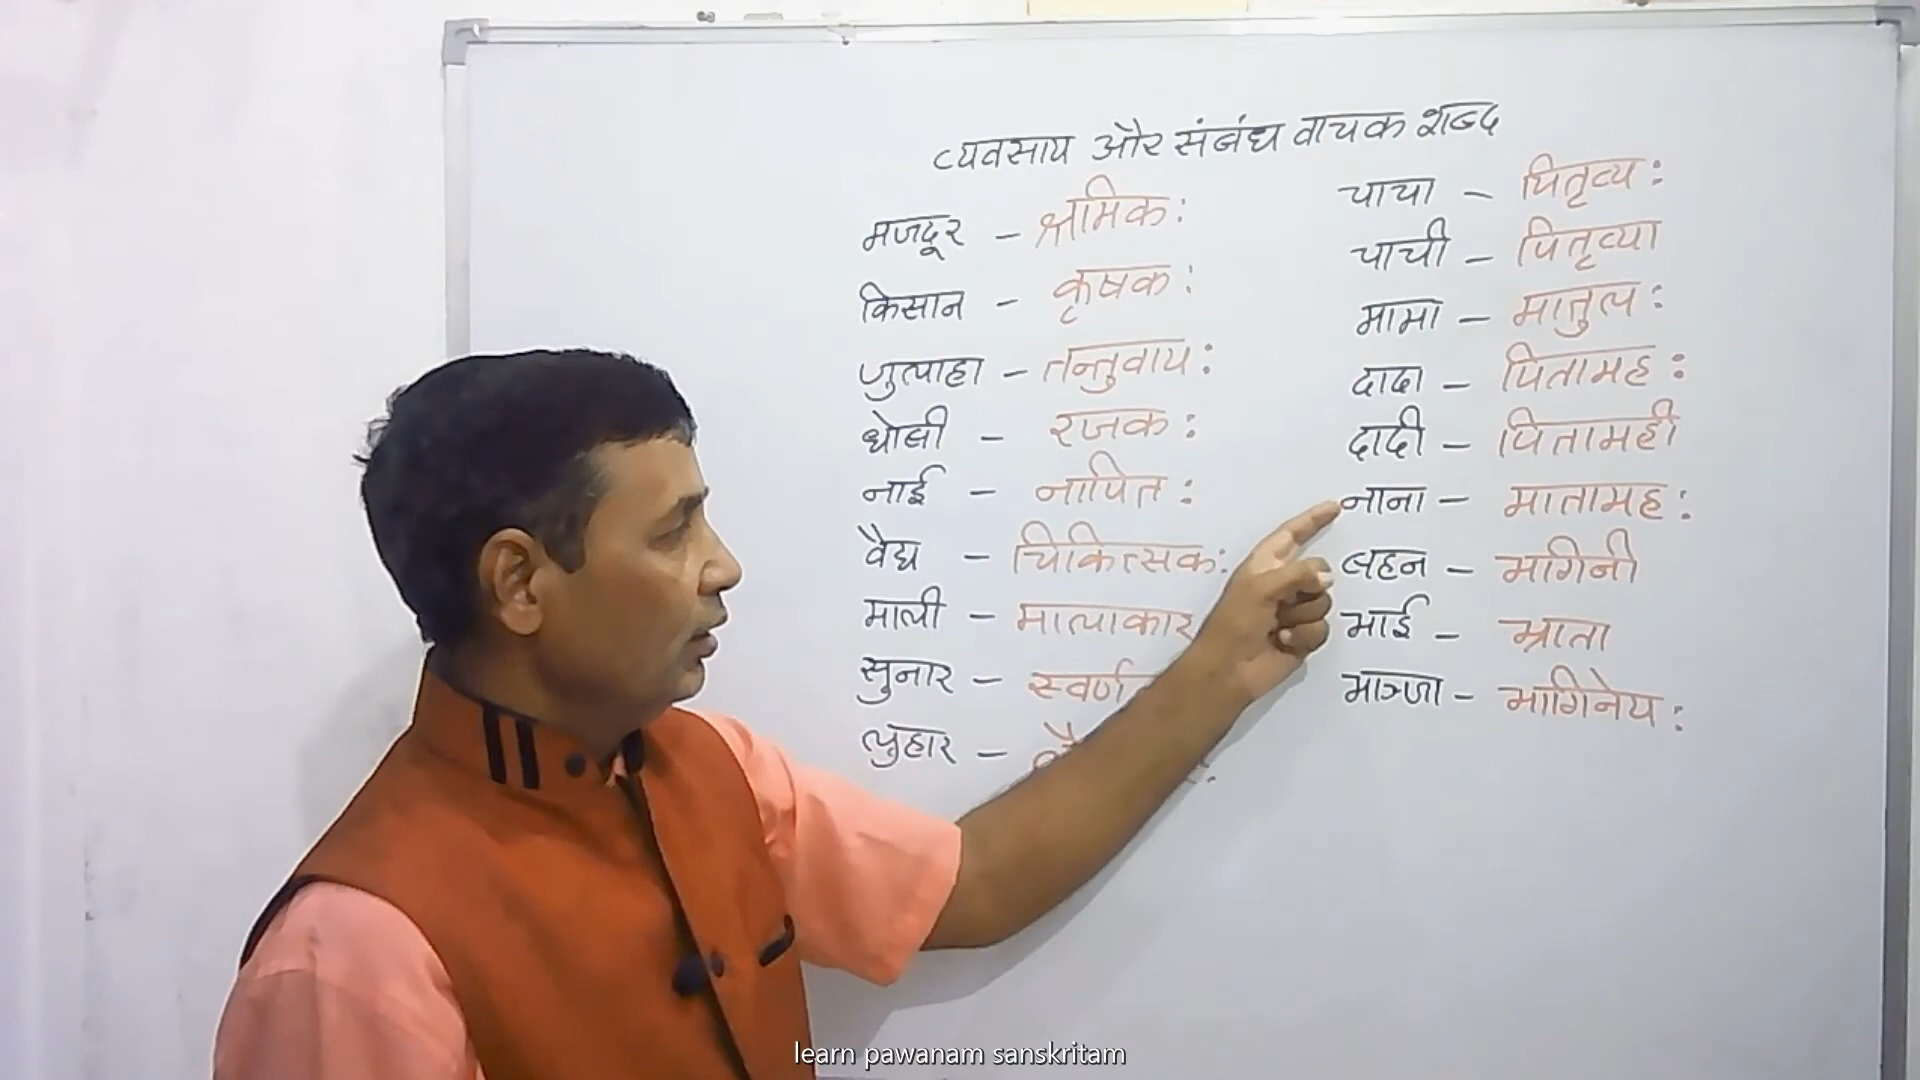 व्यवसाय और संबंध वाचक शब्द
मजदूर – श्रमिक:
किसान – कृषक:
जुलाहा – तन्तुवाय:
धोबी – रजक:
नाई – नापित:
वैद्य – चिकित्सक:
माली – मालाकार
सुनार – स्वर्ण
लुहार –
चाचा – पितृव्य:
चाची – पितृव्या
मामा – मातुल:
दादा – पितामह:
दादी – पितामही
नाना – मातामह:
बहन – भगिनी
भाई – भ्राता
भाञ्जा – भागिनेय:
learn pawanam sanskritam